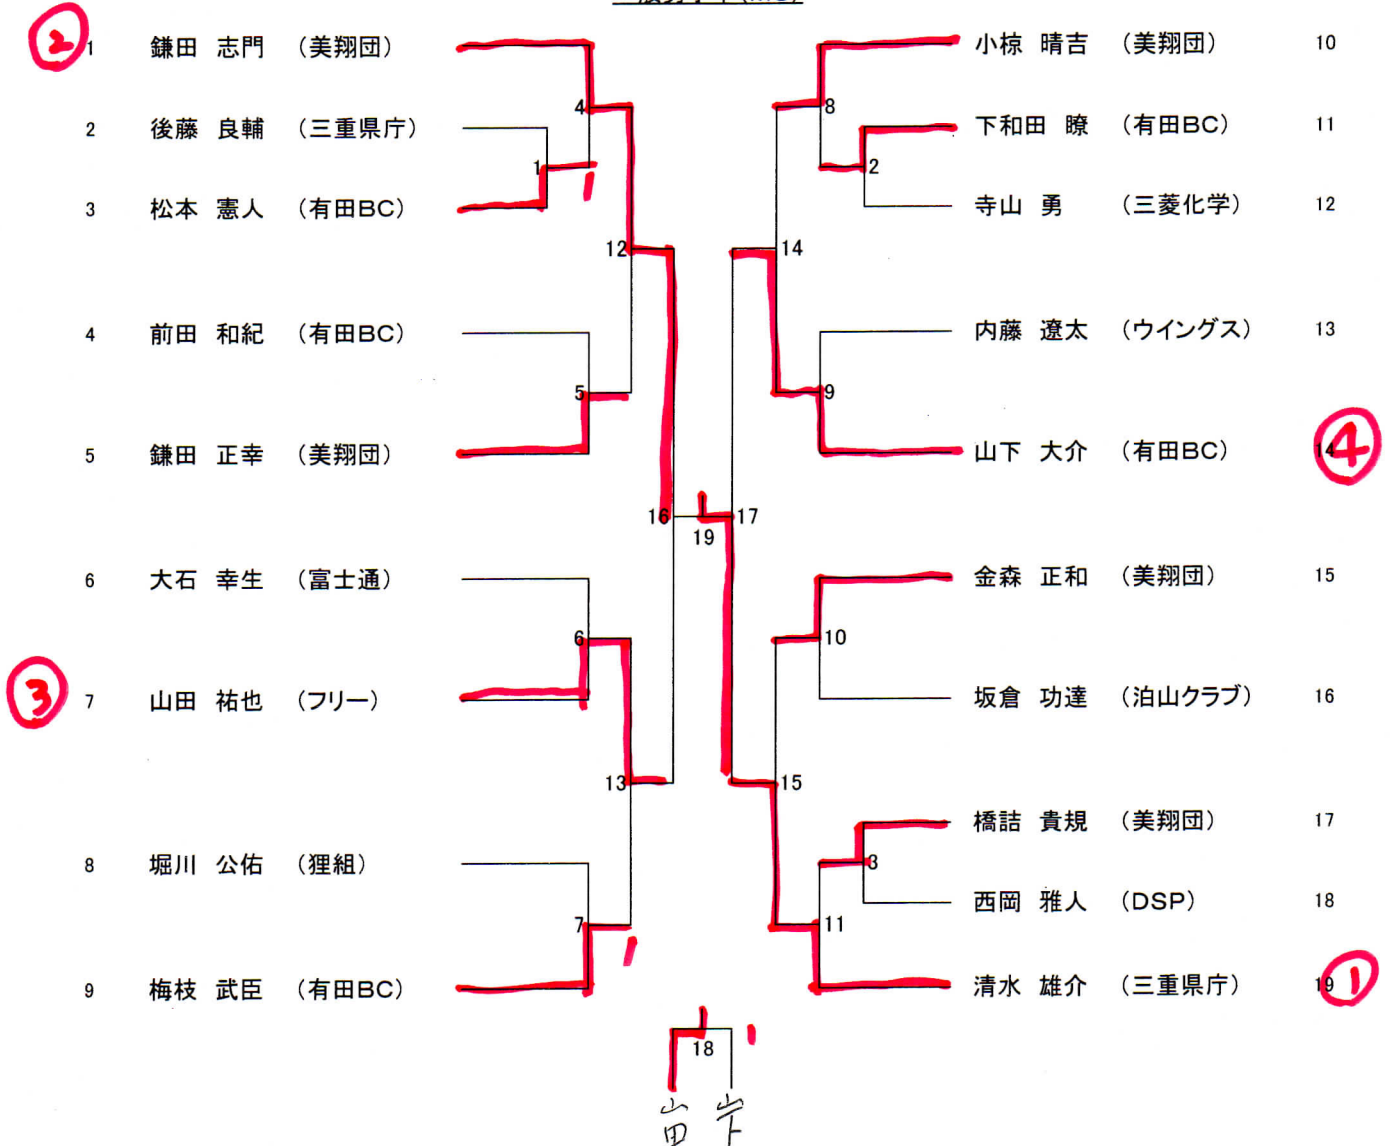 ② 1 鎌田 志門 （美翔団）
2 後藤 良輔 （三重県庁）
3 松本 憲人 （有田BC）
4 前田 和紀 （有田BC）
5 鎌田 正幸 （美翔団）
6 大石 幸生 （富士通）
③ 7 山田 祐也 （フリー）
8 堀川 公佑 （狸組）
9 梅枝 武臣 （有田BC）
4
1
12
5
16
6
13
7
19
18
山田 山下
8
2
14
9
17
10
15
3
11
小椋 晴吉 （美翔団） 10
下和田 瞭 （有田BC） 11
寺山 勇 （三菱化学） 12
内藤 遼太 （ウイングス） 13
山下 大介 （有田BC） 14 ④
金森 正和 （美翔団） 15
坂倉 功達 （泊山クラブ） 16
橋詰 貴規 （美翔団） 17
西岡 雅人 （DSP） 18
清水 雄介 （三重県庁） 19 ①